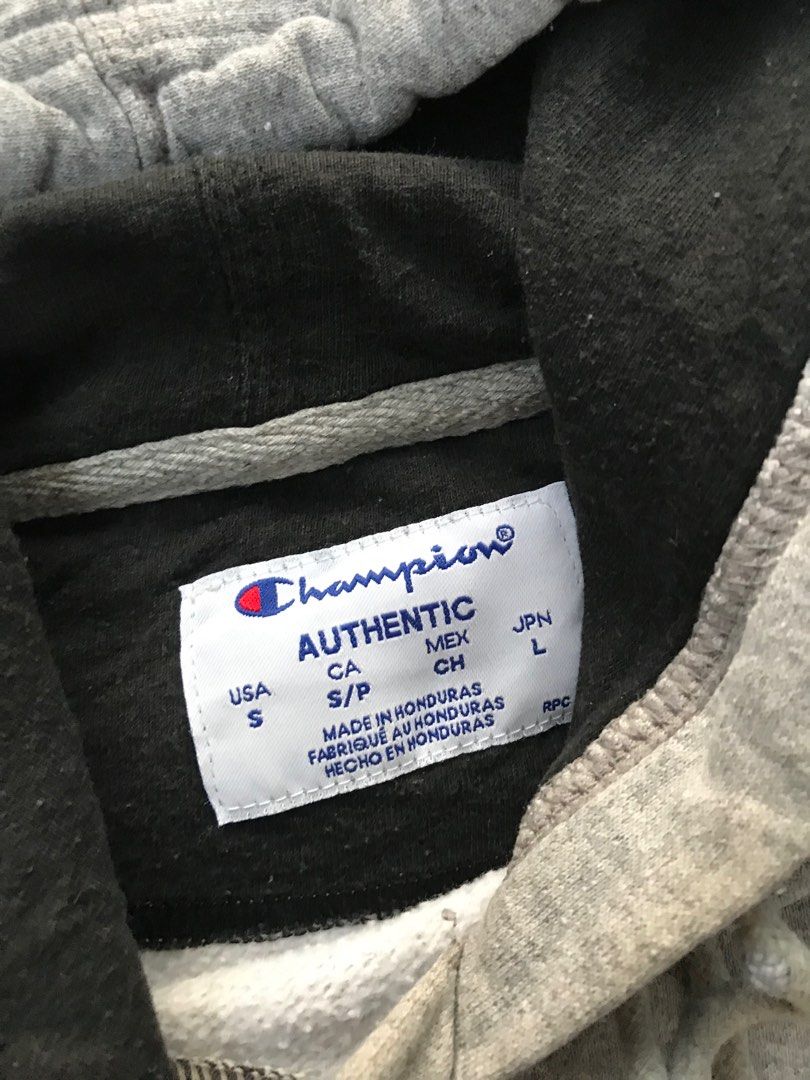 Champion®
AUTHENTIC
USA CA MEX JPN
S S/P CH L
MADE IN HONDURAS
FABRIQUÉ AU HONDURAS
HECHO EN HONDURAS
RPC